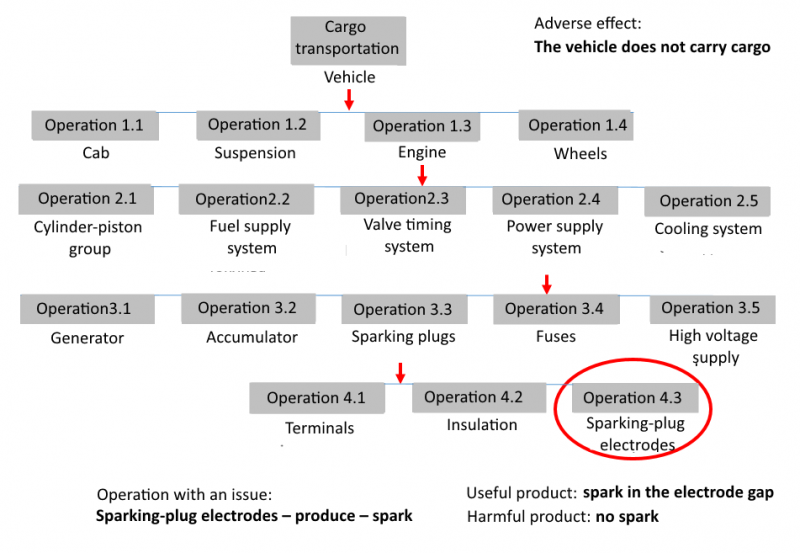 Cargo
transportation
Vehicle
Adverse effect:
The vehicle does not carry cargo
Operation 1.1
Operation 1.2
Operation 1.3
Operation 1.4
Cab
Suspension
Engine
Wheels
Operation 2.1
Operation2.2
Operation2.3
Operation 2.4
Operation 2.5
Cylinder-piston
group
Fuel supply
system
Valve timing
system
Power supply
system
Cooling system
Operation3.1
Operation 3.2
Operation 3.3
Operation 3.4
Operation 3.5
Generator
Accumulator
Sparking plugs
Fuses
High voltage
supply
Operation 4.1
Operation 4.2
Operation 4.3
Terminals
Insulation
Sparking-plug
electrodes
Operation with an issue:
Sparking-plug electrodes – produce – spark
Useful product: spark in the electrode gap
Harmful product: no spark